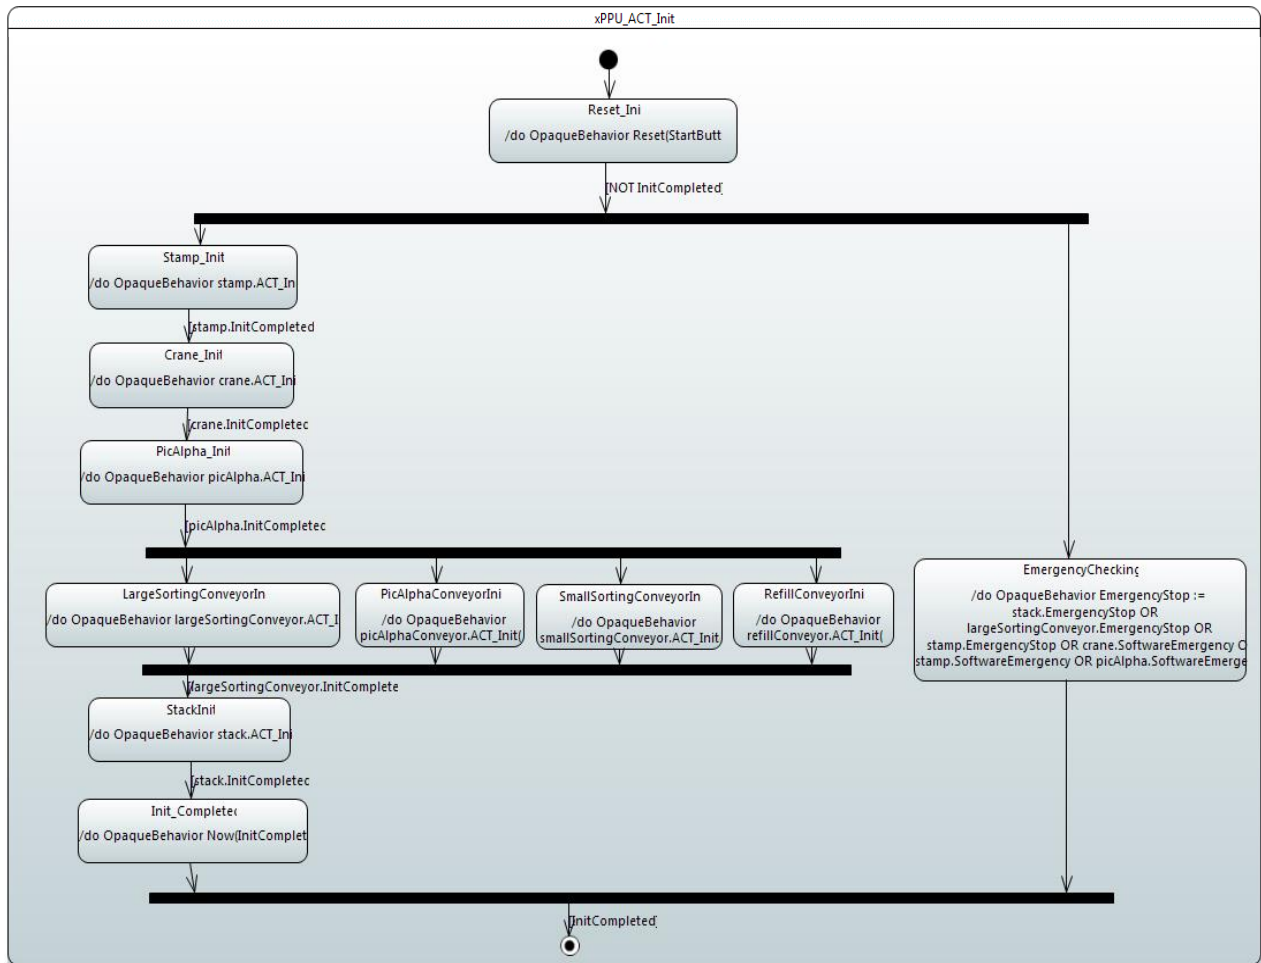 xPPU_ACT_Init
Reset_Ini
/do OpaqueBehavior Reset(StartButt
[NOT InitCompleted]
Stamp_Init
/do OpaqueBehavior stamp.ACT_Ini
[stamp.InitCompleted
Crane_Init
/do OpaqueBehavior crane.ACT_Ini
[crane.InitCompletec
PicAlpha_Init
/do OpaqueBehavior picAlpha.ACT_Ini
[picAlpha.InitCompletec
LargeSortingConveyorIn
/do OpaqueBehavior largeSortingConveyor.ACT_I
PicAlphaConveyorIni
/do OpaqueBehavior
picAlphaConveyor.ACT_Init(
SmallSortingConveyorIn
/do OpaqueBehavior
smallSortingConveyor.ACT_Init
RefillConveyorIni
/do OpaqueBehavior
refillConveyor.ACT_Init(
EmergencyChecking
/do OpaqueBehavior EmergencyStop :=
stack.EmergencyStop OR
largeSortingConveyor.EmergencyStop OR
stamp.EmergencyStop OR crane.SoftwareEmergency O
stamp.SoftwareEmergency OR picAlpha.SoftwareEmerge
[largeSortingConveyor.InitComplete
StackInit
/do OpaqueBehavior stack.ACT_Ini
[stack.InitCompletec
Init_Completec
/do OpaqueBehavior Now(InitComplet
[InitCompleted]